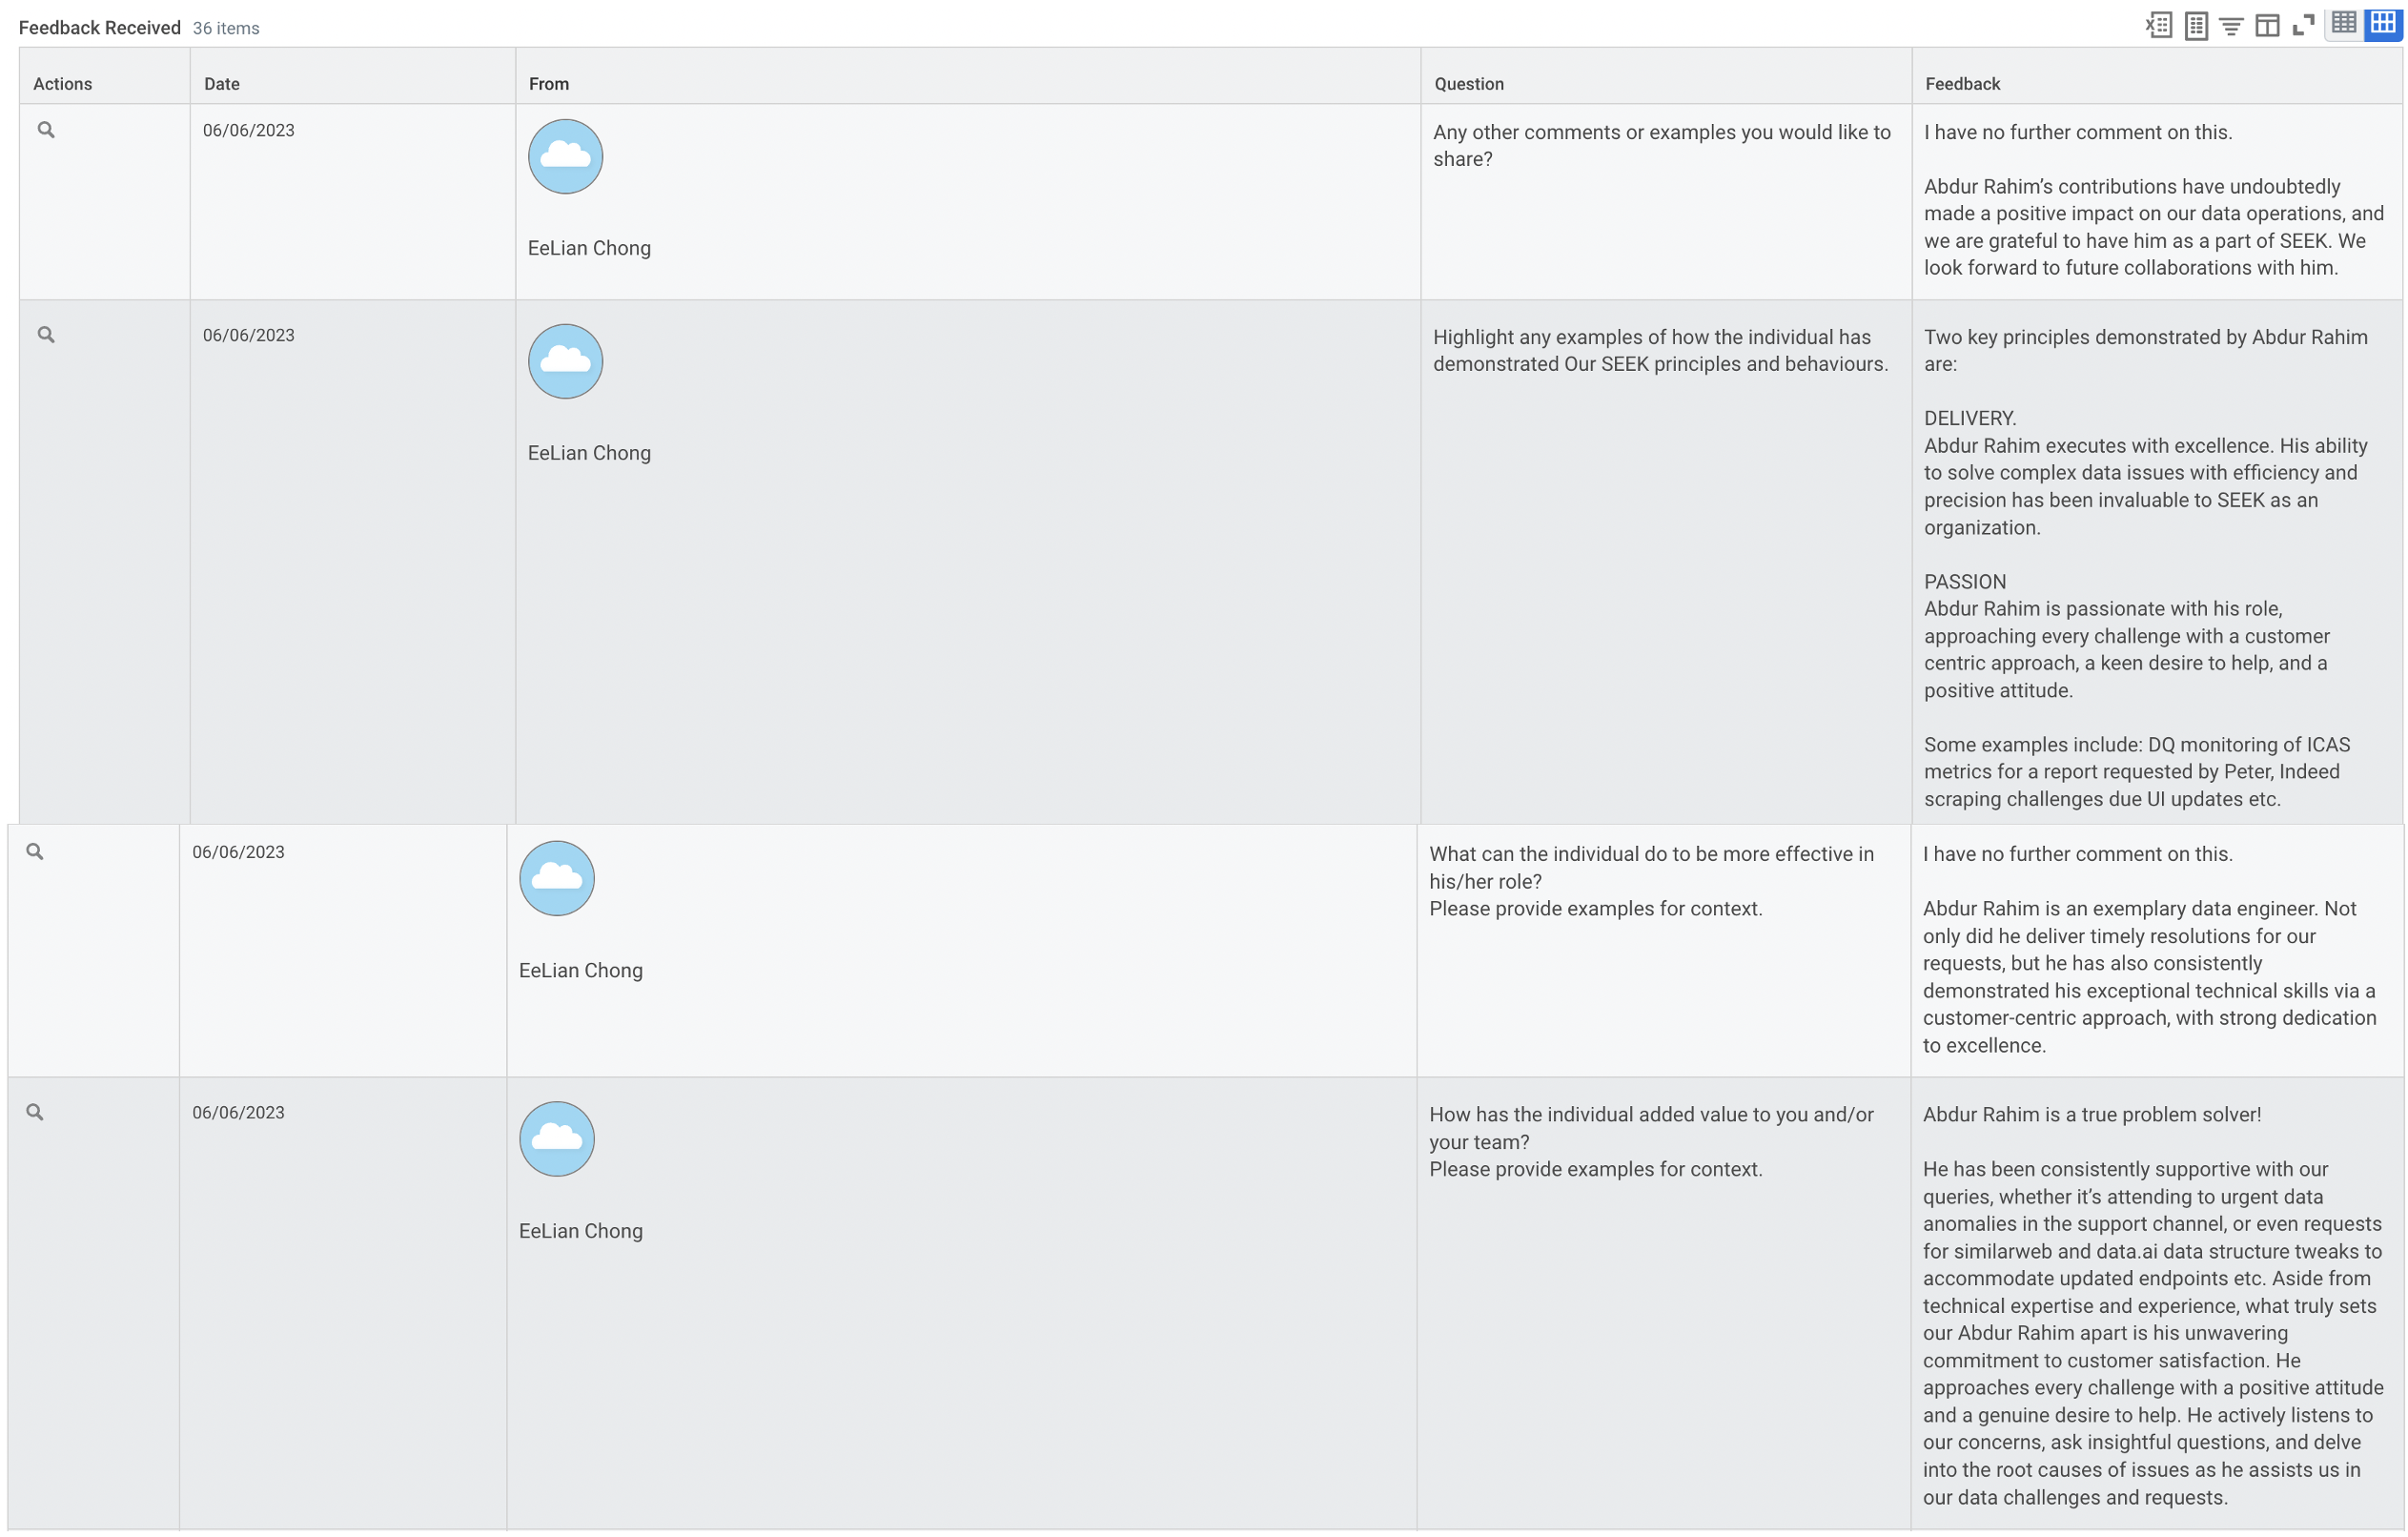 Feedback Received 36 items
Actions Date From Question Feedback
06/06/2023
EeLian Chong
Any other comments or examples you would like to
share?
I have no further comment on this.
Abdur Rahim’s contributions have undoubtedly
made a positive impact on our data operations, and
we are grateful to have him as a part of SEEK. We
look forward to future collaborations with him.
06/06/2023
EeLian Chong
Highlight any examples of how the individual has
demonstrated Our SEEK principles and behaviours.
Two key principles demonstrated by Abdur Rahim
are:
DELIVERY.
Abdur Rahim executes with excellence. His ability
to solve complex data issues with efficiency and
precision has been invaluable to SEEK as an
organization.
PASSION
Abdur Rahim is passionate with his role,
approaching every challenge with a customer
centric approach, a keen desire to help, and a
positive attitude.
Some examples include: DQ monitoring of ICAS
metrics for a report requested by Peter, Indeed
scraping challenges due UI updates etc.
06/06/2023
EeLian Chong
What can the individual do to be more effective in
his/her role?
Please provide examples for context.
I have no further comment on this.
Abdur Rahim is an exemplary data engineer. Not
only did he deliver timely resolutions for our
requests, but he has also consistently
demonstrated his exceptional technical skills via a
customer-centric approach, with strong dedication
to excellence.
06/06/2023
EeLian Chong
How has the individual added value to you and/or
your team?
Please provide examples for context.
Abdur Rahim is a true problem solver!
He has been consistently supportive with our
queries, whether it’s attending to urgent data
anomalies in the support channel, or even requests
for similarweb and data.ai data structure tweaks to
accommodate updated endpoints etc. Aside from
technical expertise and experience, what truly sets
our Abdur Rahim apart is his unwavering
commitment to customer satisfaction. He
approaches every challenge with a positive attitude
and a genuine desire to help. He actively listens to
our concerns, ask insightful questions, and delve
into the root causes of issues as he assists us in
our data challenges and requests.